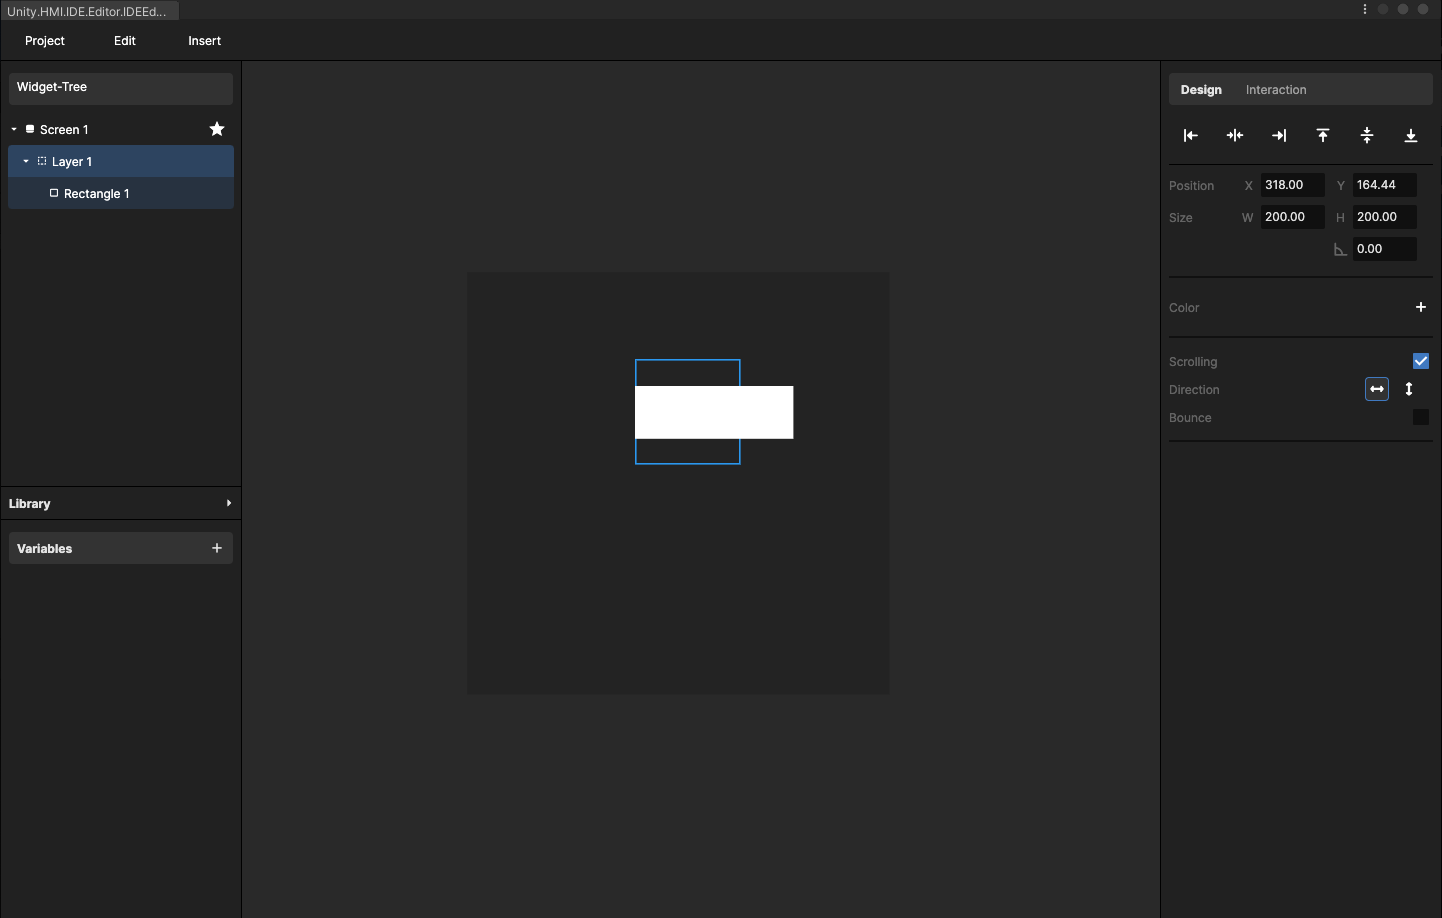 Unity.HMI.IDE.Editor.IDEEd...
Project Edit Insert
Widget-Tree
Screen 1
Layer 1
Rectangle 1
Library
Variables
Design Interaction
Position X 318.00 Y 164.44
Size W 200.00 H 200.00
0.00
Color
Scrolling
Direction
Bounce